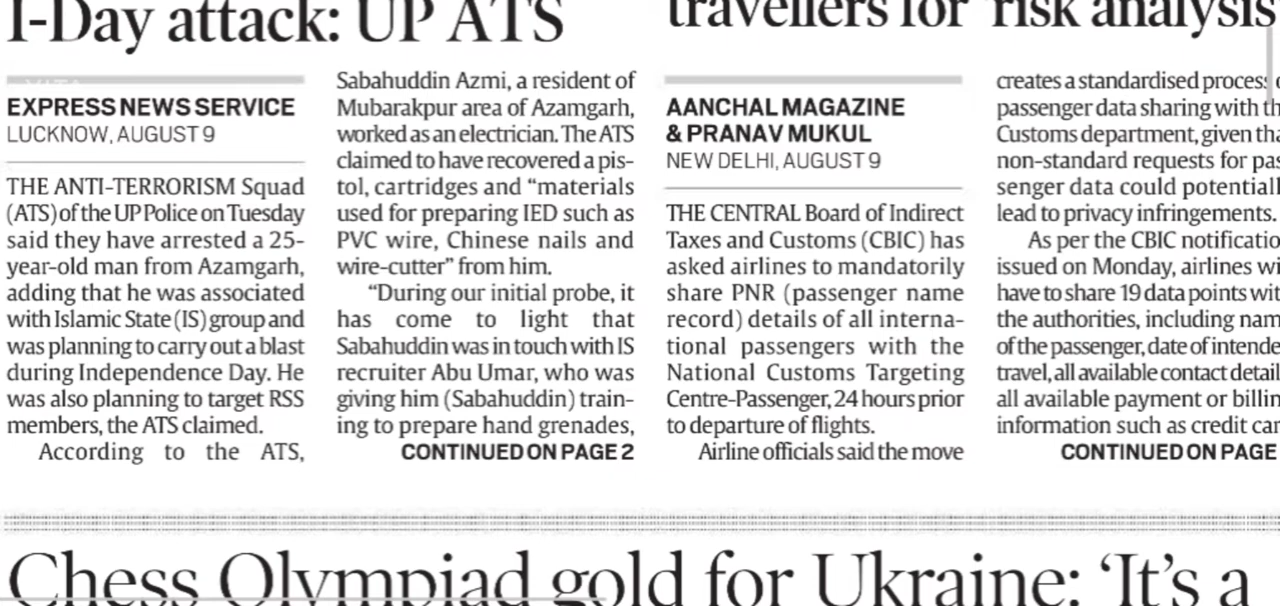 I-Day attack: UP ATS
EXPRESS NEWS SERVICE
LUCKNOW, AUGUST 9
THE ANTI-TERRORISM Squad
(ATS) of the UP Police on Tuesday
said they have arrested a 25-
year-old man from Azamgarh,
adding that he was associated
with Islamic State (IS) group and
was planning to carry out a blast
during Independence Day. He
was also planning to target RSS
members, the ATS claimed.
According to the ATS,
Sabahuddin Azmi, a resident of
Mubarakpur area of Azamgarh,
worked as an electrician. The ATS
claimed to have recovered a pis-
tol, cartridges and “materials
used for preparing IED such as
PVC wire, Chinese nails and
wire-cutter” from him.
“During our initial probe, it
has come to light that
Sabahuddin was in touch with IS
recruiter Abu Umar, who was
giving him (Sabahuddin) train-
ing to prepare hand grenades,
CONTINUED ON PAGE 2
travellers for ‘risk analysis
AANCHAL MAGAZINE
& PRANAV MUKUL
NEW DELHI, AUGUST 9
THE CENTRAL Board of Indirect
Taxes and Customs (CBIC) has
asked airlines to mandatorily
share PNR (passenger name
record) details of all interna-
tional passengers with the
National Customs Targeting
Centre-Passenger, 24 hours prior
to departure of flights.
Airline officials said the move
creates a standardised process
passenger data sharing with th
Customs department, given tha
non-standard requests for pas
senger data could potentiall
lead to privacy infringements.
As per the CBIC notificatio
issued on Monday, airlines wi
have to share 19 data points wit
the authorities, including nam
of the passenger, date of intende
travel, all available contact detail
all available payment or billin
information such as credit car
CONTINUED ON PAGE
Chess Olympiad gold for Ukraine: ‘It’s a